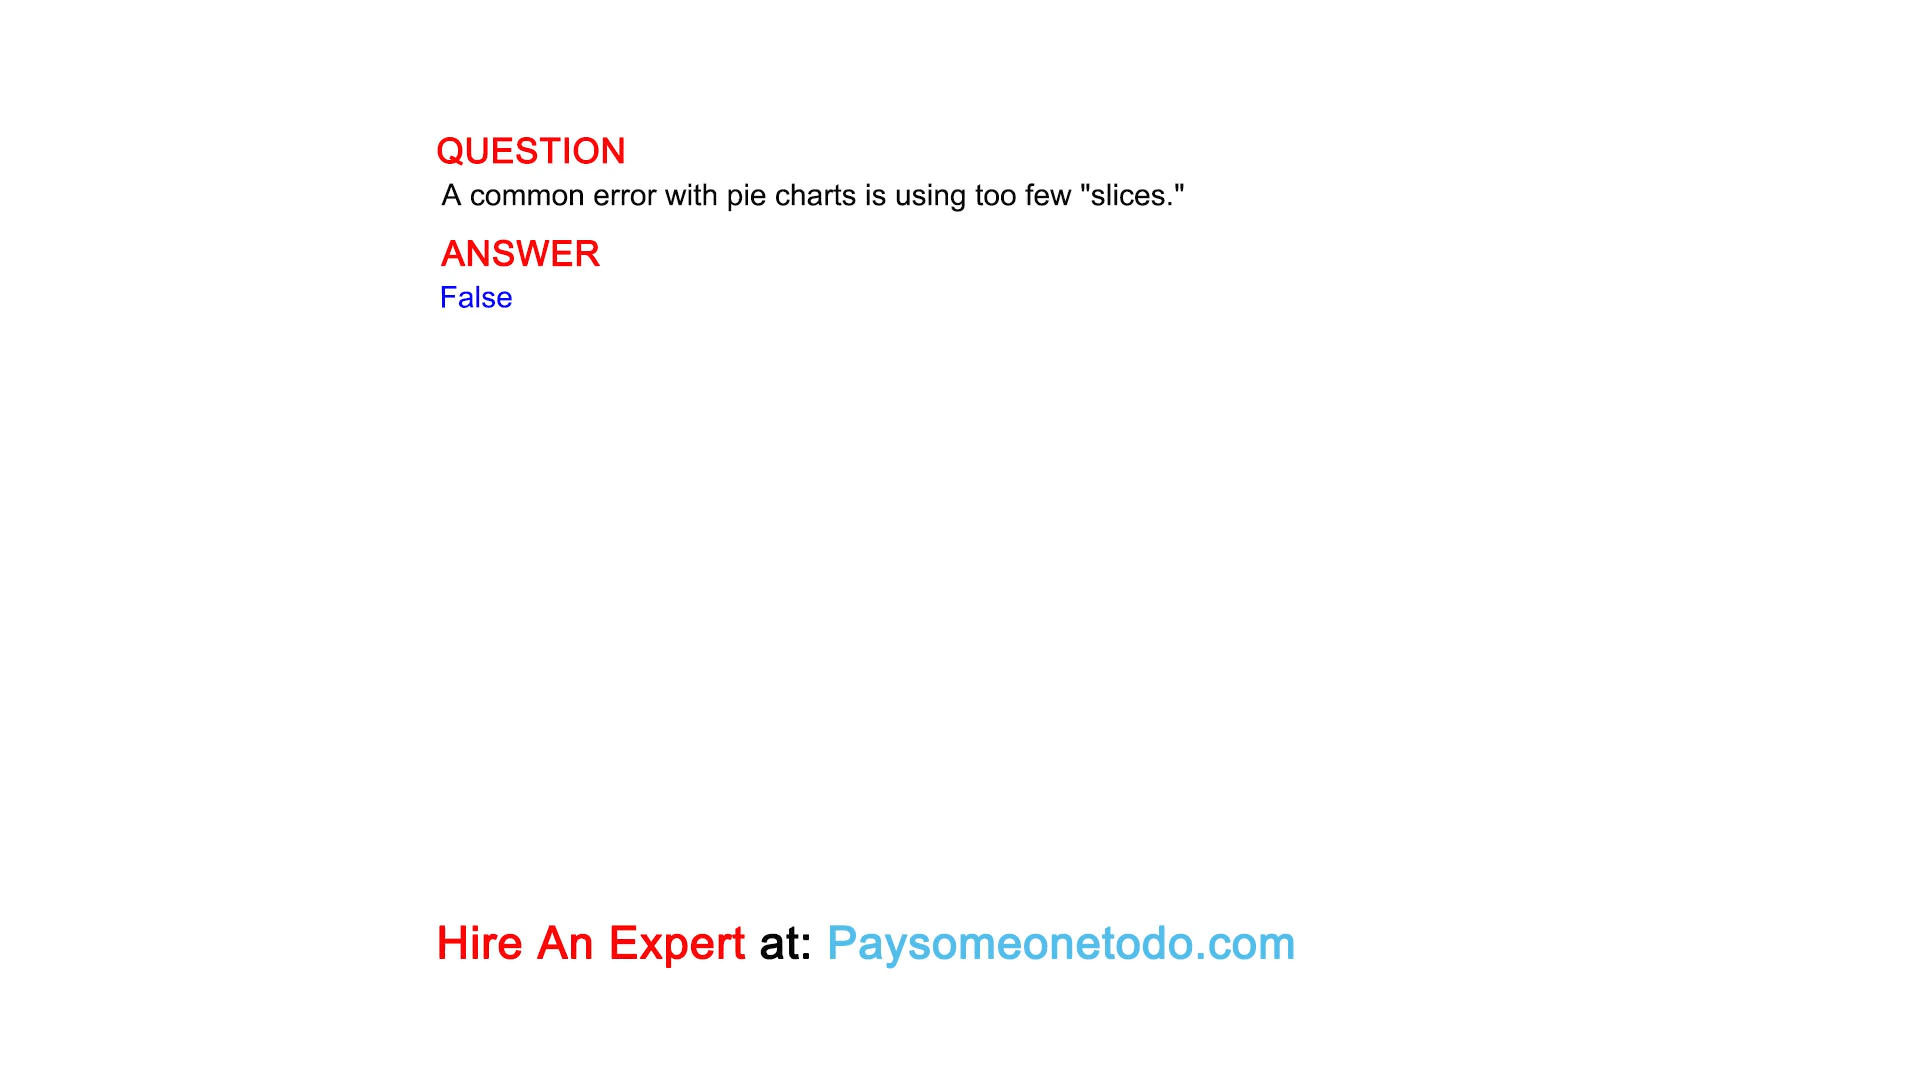 QUESTION
A common error with pie charts is using too few "slices."
ANSWER
False
Hire An Expert at: Paysomeonetodo.com